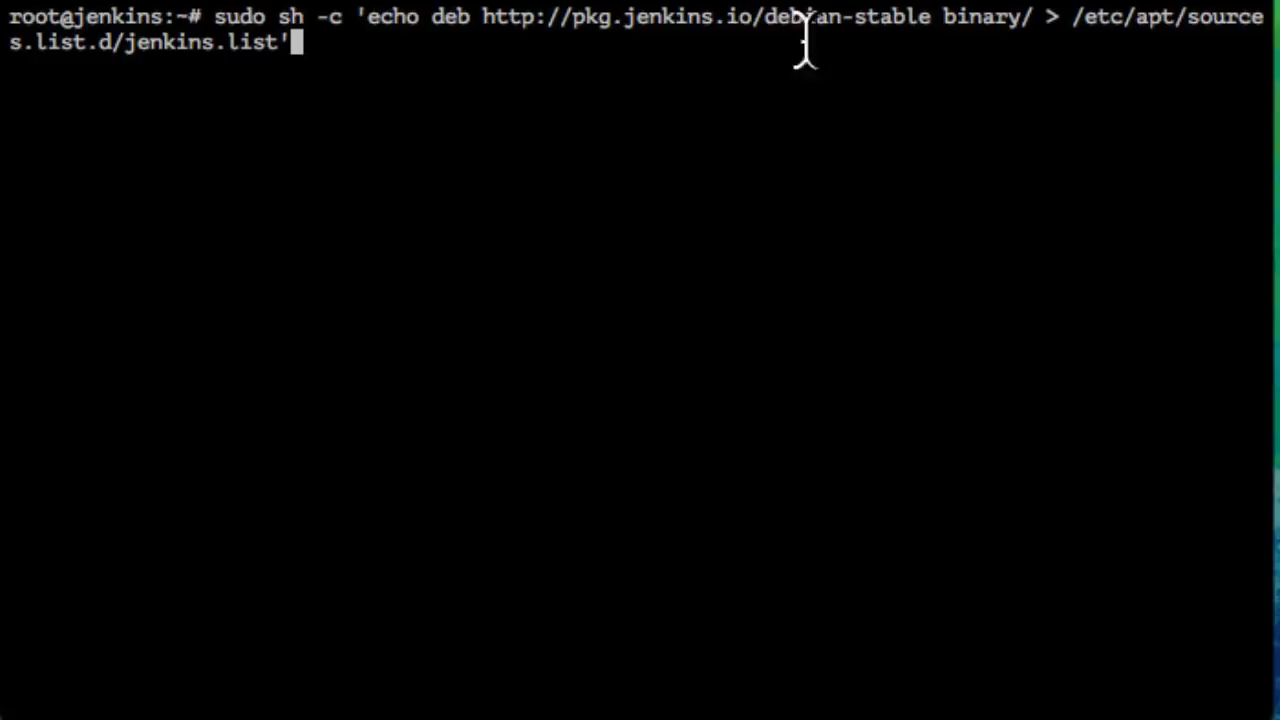 root@jenkins:~# sudo sh -c 'echo deb http://pkg.jenkins.io/debian-stable binary/ > /etc/apt/source
s.list.d/jenkins.list'